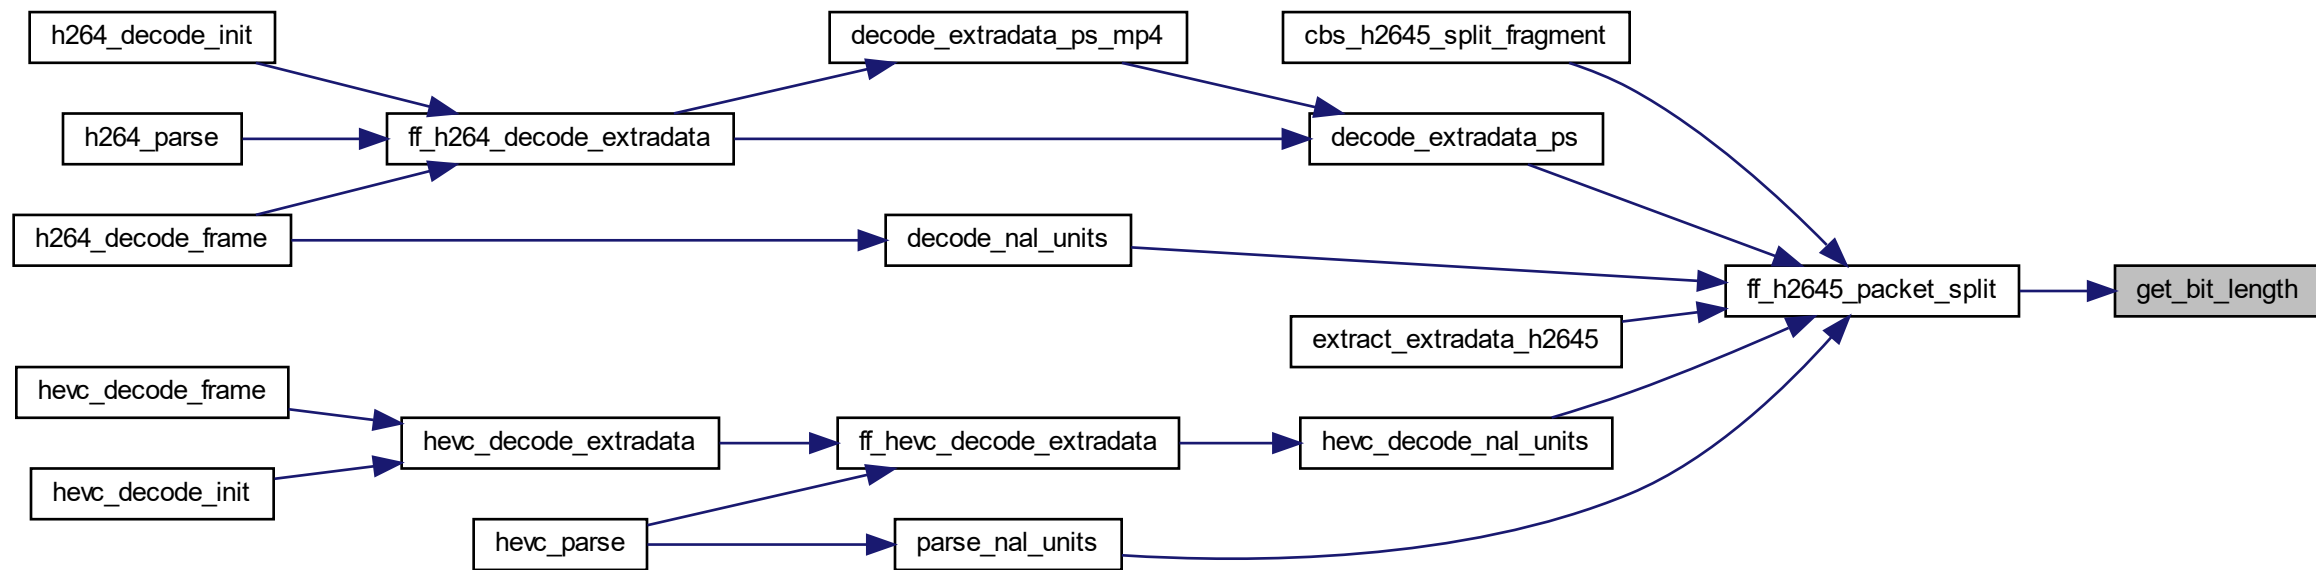 h264_decode_init
decode_extradata_ps_mp4
cbs_h2645_split_fragment
h264_parse
ff_h264_decode_extradata
decode_extradata_ps
h264_decode_frame
decode_nal_units
ff_h2645_packet_split
get_bit_length
extract_extradata_h2645
hevc_decode_frame
hevc_decode_extradata
ff_hevc_decode_extradata
hevc_decode_nal_units
hevc_decode_init
hevc_parse
parse_nal_units